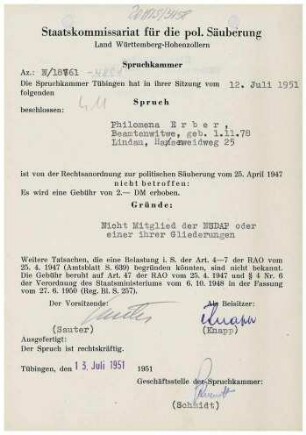 Staatskommissariat für die pol. Säuberung
Land Württemberg-Hohenzollern
Spruchkammer
Az.: N/18761
Die Spruchkammer Tübingen hat in ihrer Sitzung vom 12. Juli 1951
folgenden
Spruch
beschlossen:
Philomena Erber,
Beamtenwitwe, geb. 1.11.78
Lindau, weidweg 25
ist von der Rechtsanordnung zur politischen Säuberung vom 25. April 1947
nicht betroffen:
Es wird eine Gebühr von 2.— DM erhoben.
Gründe:
Nicht Mitglied der NSDAP oder
einer ihrer Gliederungen
Weitere Tatsachen, die eine Belastung i. S. der Art. 4—7 der RAO vom
25. 4. 1947 (Amtsblatt S. 639) begründen könnten, sind nicht bekannt.
Die Gebühr beruht auf Art. 47 der RAO vom 25. 4. 1947 und § 4 Nr. 6
der Verordnung des Staatsministeriums vom 6. 10. 1948 in der Fassung
vom 27. 6. 1950 (Reg. Bl. S. 257).
Der Vorsitzende: Als Beisitzer:
(Sauter) (Knapp)
Ausgefertigt:
Der Spruch ist rechtskräftig.
Tübingen, den 13. Juli 1951 1951
Geschäftsstelle der Spruchkammer:
(Schmidt)